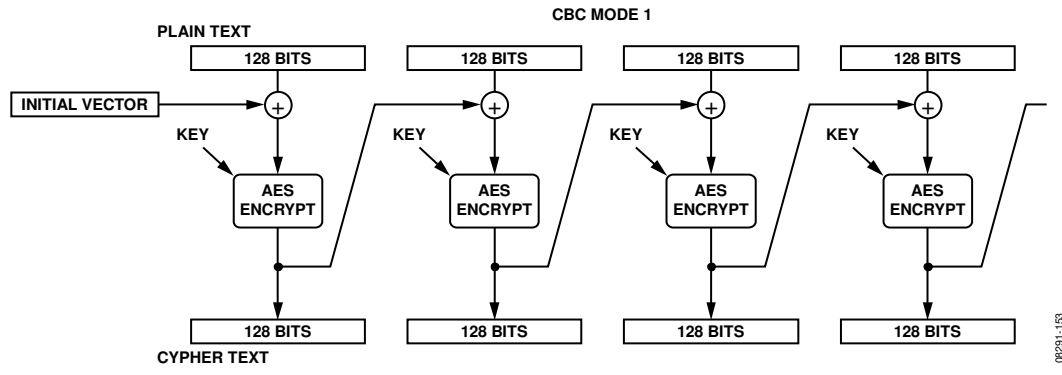 CBC MODE 1
PLAIN TEXT
128 BITS 128 BITS 128 BITS 128 BITS
INITIAL VECTOR + + + +
KEY KEY KEY KEY
AES AES AES AES
ENCRYPT ENCRYPT ENCRYPT ENCRYPT
128 BITS 128 BITS 128 BITS 128 BITS
CYPHER TEXT
08291-153